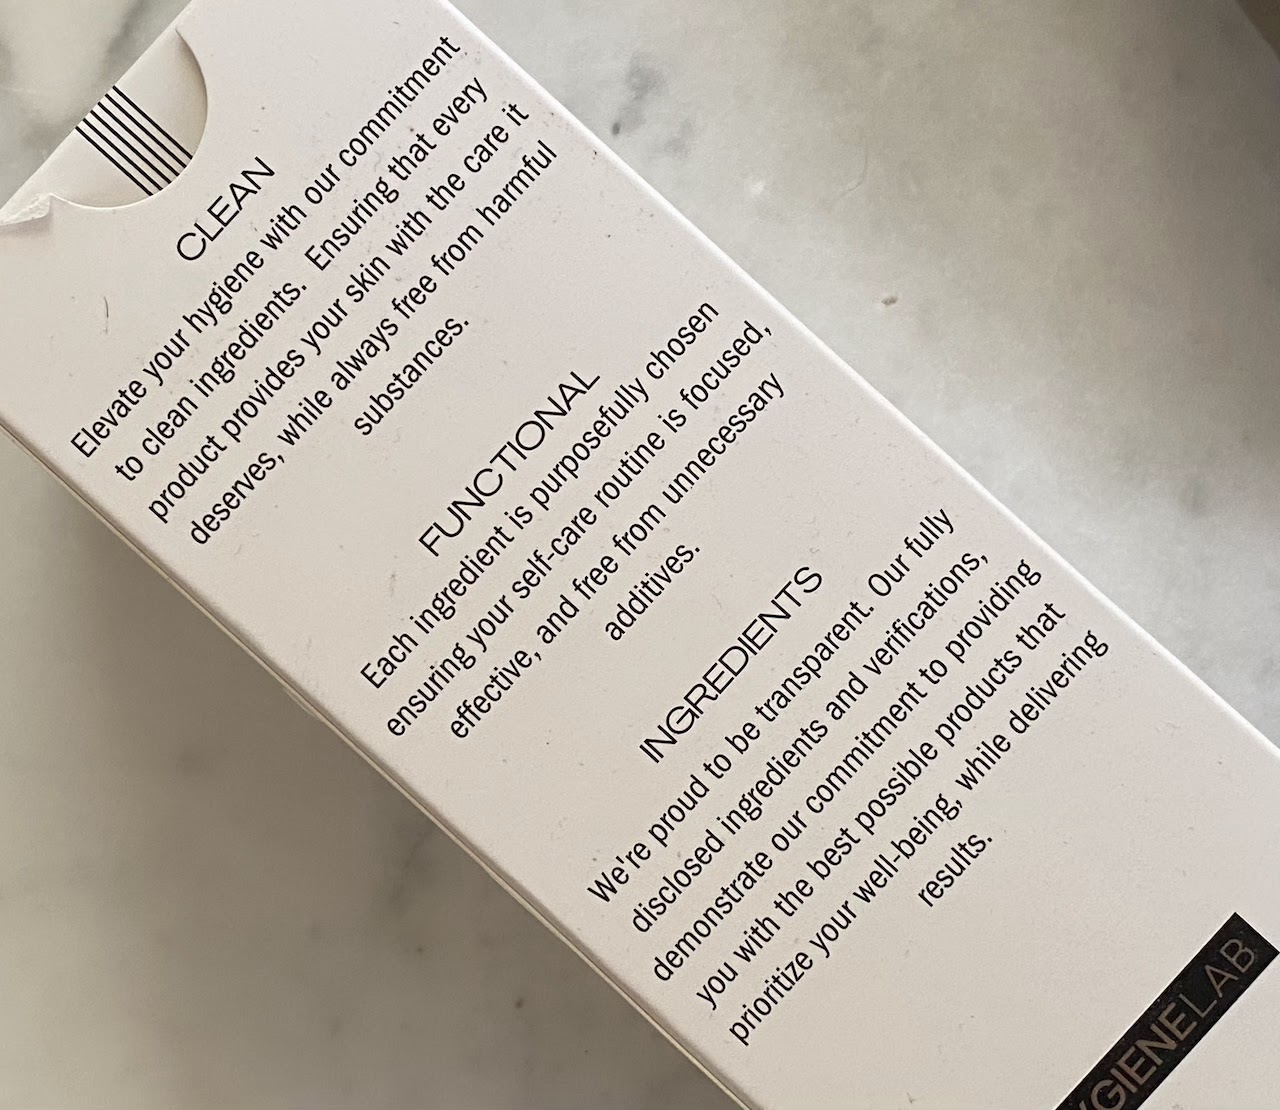 CLEAN
Elevate your hygiene with our commitment
to clean ingredients. Ensuring that every
product provides your skin with the care it
deserves, while always free from harmful
substances.
FUNCTIONAL
Each ingredient is purposefully chosen
ensuring your self-care routine is focused,
effective, and free from unnecessary
additives.
INGREDIENTS
We're proud to be transparent. Our fully
disclosed ingredients and verifications,
demonstrate our commitment to providing
you with the best possible products that
prioritize your well-being, while delivering
results.
YGIENELAB